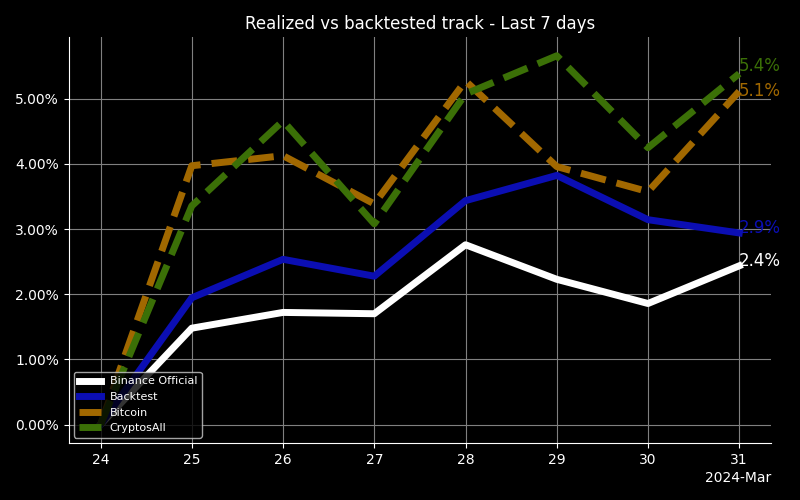 Realized vs backtested track - Last 7 days
5.4%
5.1%
5.00%
4.00%
3.00%
2.9%
2.4%
2.00%
1.00%
0.00%
Binance Official
Backtest
Bitcoin
CryptosAll
24 25 26 27 28 29 30 31
2024-Mar